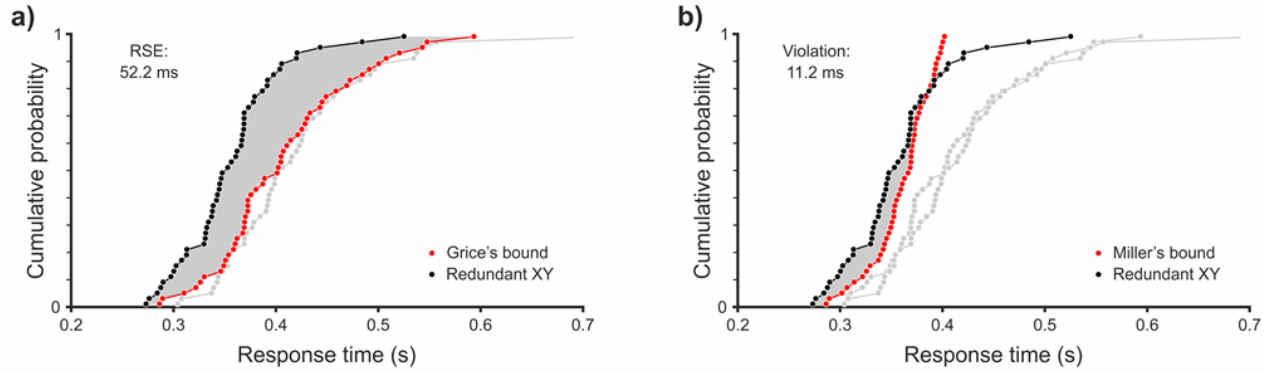 a)
RSE:
52.2 ms
Cumulative probability
1
0
Grice's bound
Redundant XY
0.2 0.3 0.4 0.5 0.6 0.7
Response time (s)
b)
Violation:
11.2 ms
Cumulative probability
1
0
Miller's bound
Redundant XY
0.2 0.3 0.4 0.5 0.6 0.7
Response time (s)